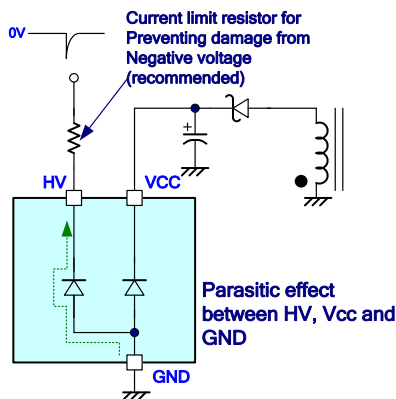 Current limit resistor for
Preventing damage from
Negative voltage
(recommended)
0V
+
HV
VCC
Parasitic effect
between HV, Vcc and
GND
GND